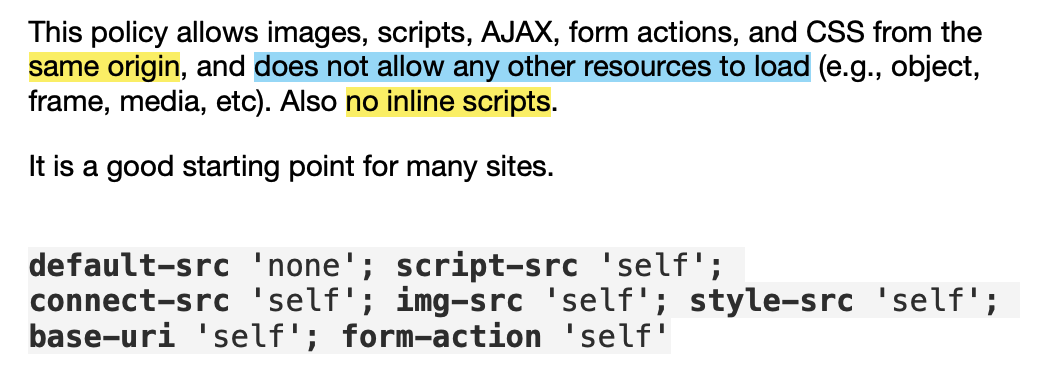 This policy allows images, scripts, AJAX, form actions, and CSS from the
same origin, and does not allow any other resources to load (e.g., object,
frame, media, etc). Also no inline scripts.
It is a good starting point for many sites.
default-src 'none'; script-src 'self';
connect-src 'self'; img-src 'self'; style-src 'self';
base-uri 'self'; form-action 'self'